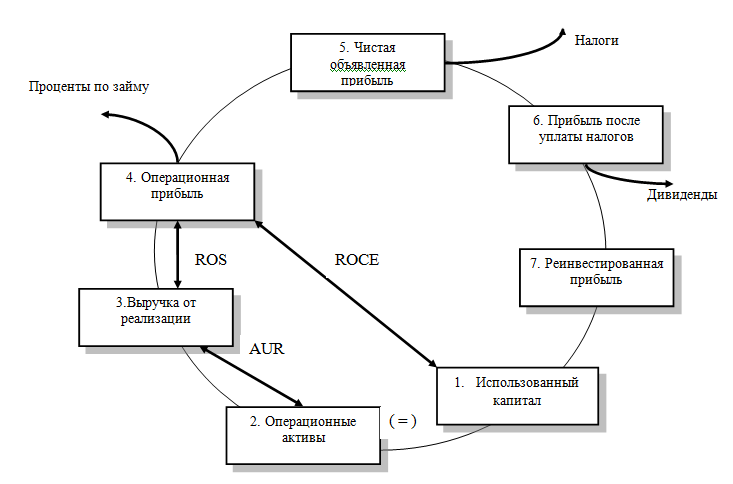 5. Чистая
объявленная
прибыль
Налоги
Проценты по займу
6. Прибыль после
уплаты налогов
4. Операционная
прибыль
Дивиденды
ROS
ROCE
7. Реинвестированная
прибыль
3.Выручка от
реализации
AUR
1. Использованный
капитал
2. Операционные
активы
(=)